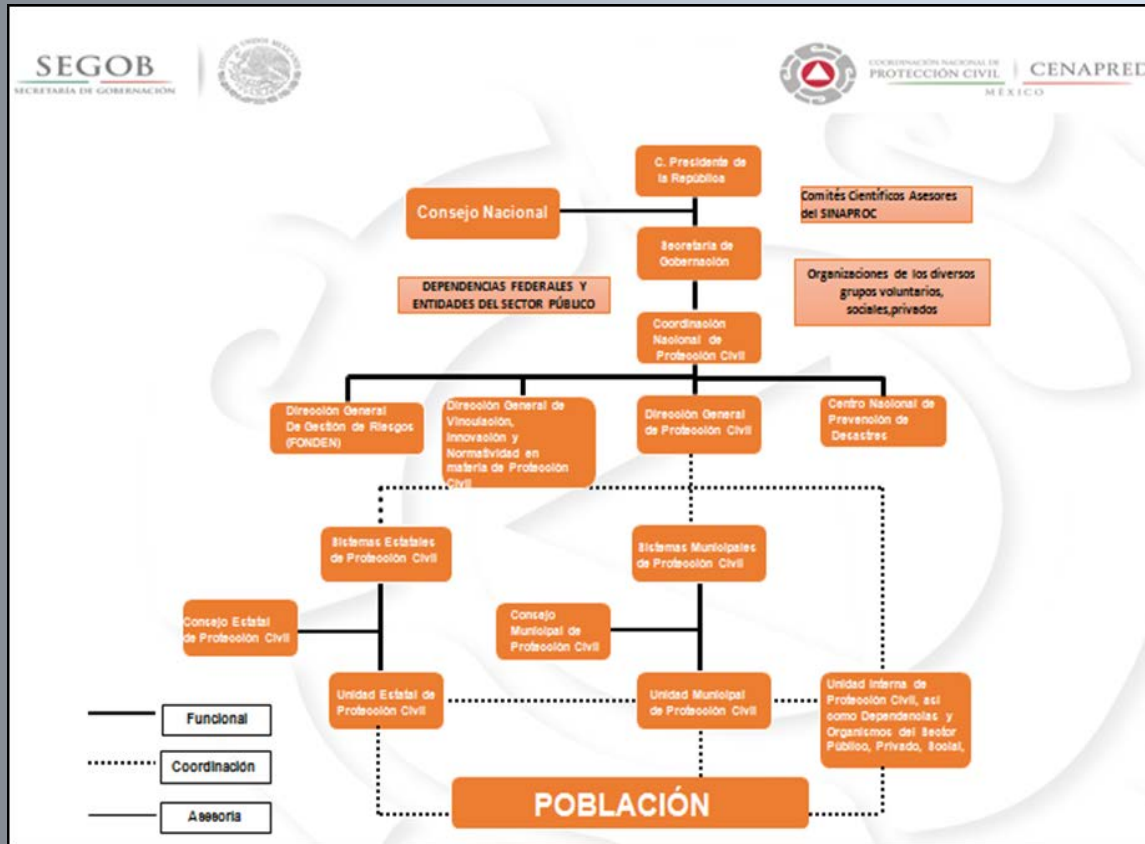 SEGOB
SECRETARÍA DE GOBERNACIÓN
ESTADOS UNIDOS MEXICANOS
COORDINACIÓN NACIONAL DE
PROTECCIÓN CIVIL
MÉXICO
CENAPRED
C. Presidente de
la República
Consejo Nacional
Comités Científicos Asesores
del SINAPROC
Secretaría de
Gobernación
DEPENDENCIAS FEDERALES Y
ENTIDADES DEL SECTOR PÚBLICO
Organizaciones de los diversos
grupos voluntarios,
sociales,privados
Coordinación
Nacional de
Protección Civil
Dirección General
De Gestión de Riesgos
(FONDEN)
Dirección General de
Vinculación,
Innovación y
Normatividad en
materia de Protección
Civil
Dirección General
de Protección Civil
Centro Nacional de
Prevención de
Desastres
Sistemas Estatales
de Protección Civil
Sistemas Municipales
de Protección Civil
Consejo Estatal
de Protección Civil
Consejo
Municipal de
Protección Civil
Unidad Estatal de
Protección Civil
Unidad Municipal
de Protección Civil
Unidad Interna de
Protección Civil, así
como Dependencias y
Organismos del Sector
Público, Privado, Social,
Funcional
Coordinación
Asesoría
POBLACIÓN